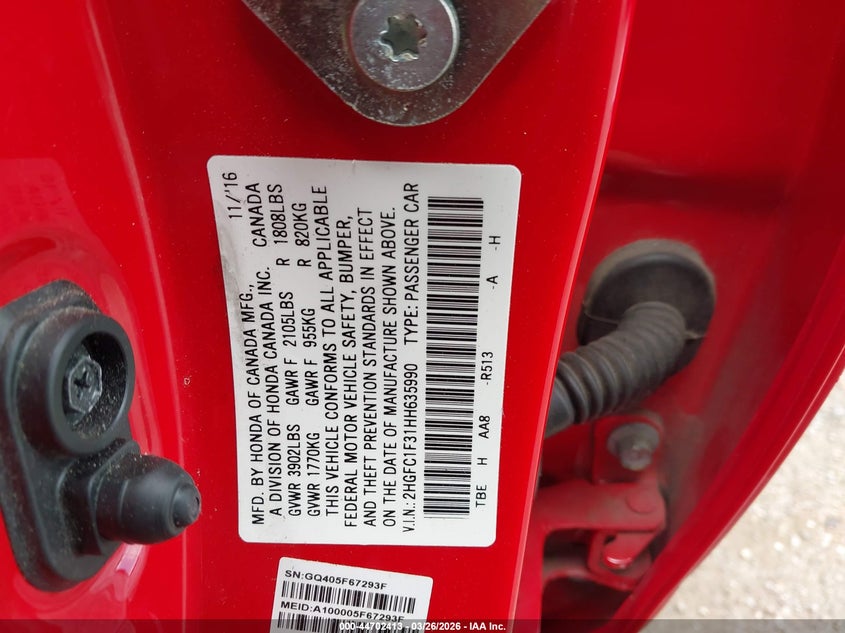 MFD. BY HONDA OF CANADA MFG., 11/'16
A DIVISION OF HONDA CANADA INC. CANADA
GVWR 3902LBS GAWR F 2105LBS R 1808LBS
GVWR 1770KG GAWR F 955KG R 820KG
THIS VEHICLE CONFORMS TO ALL APPLICABLE
FEDERAL MOTOR VEHICLE SAFETY, BUMPER,
AND THEFT PREVENTION STANDARDS IN EFFECT
ON THE DATE OF MANUFACTURE SHOWN ABOVE.
V.I.N.: 2HGFC1F31HH635990 TYPE: PASSENGER CAR
TBE H AA8 -R513 -A -H
SN:GQ405F67293F
MEID:A100005F67293F
000-44702413 - 03/26/2026 - IAA Inc.